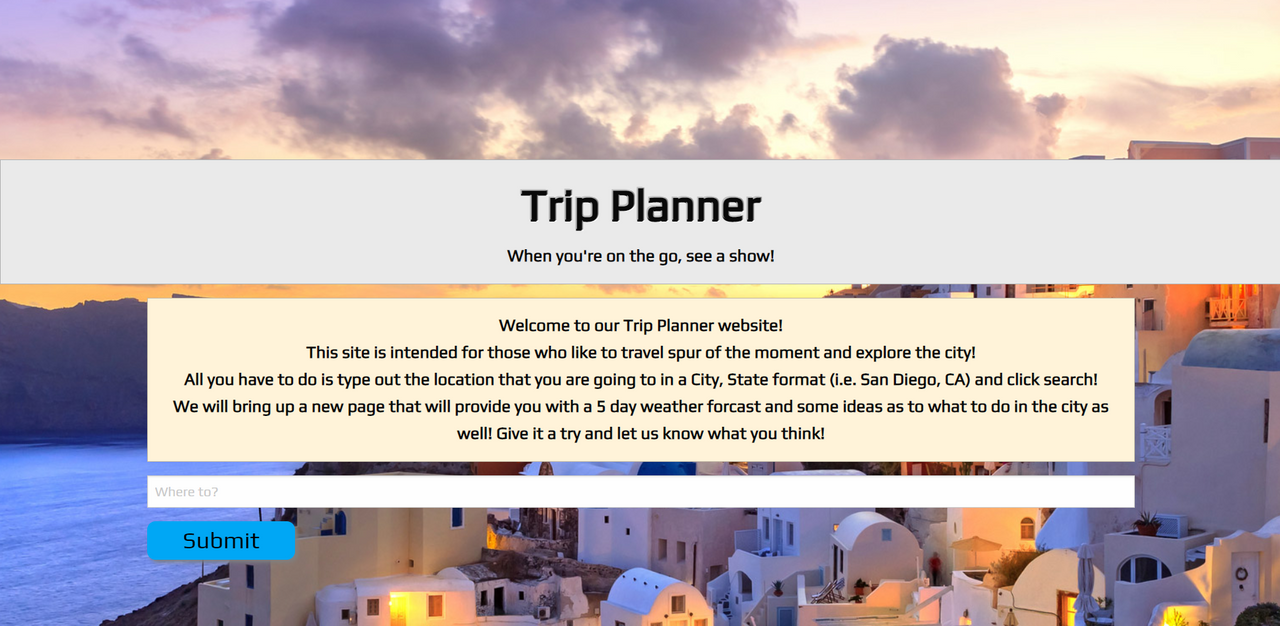 Trip Planner
When you're on the go, see a show!
Welcome to our Trip Planner website!
This site is intended for those who like to travel spur of the moment and explore the city!
All you have to do is type out the location that you are going to in a City, State format (i.e. San Diego, CA) and click search!
We will bring up a new page that will provide you with a 5 day weather forcast and some ideas as to what to do in the city as
well! Give it a try and let us know what you think!
Where to?
Submit